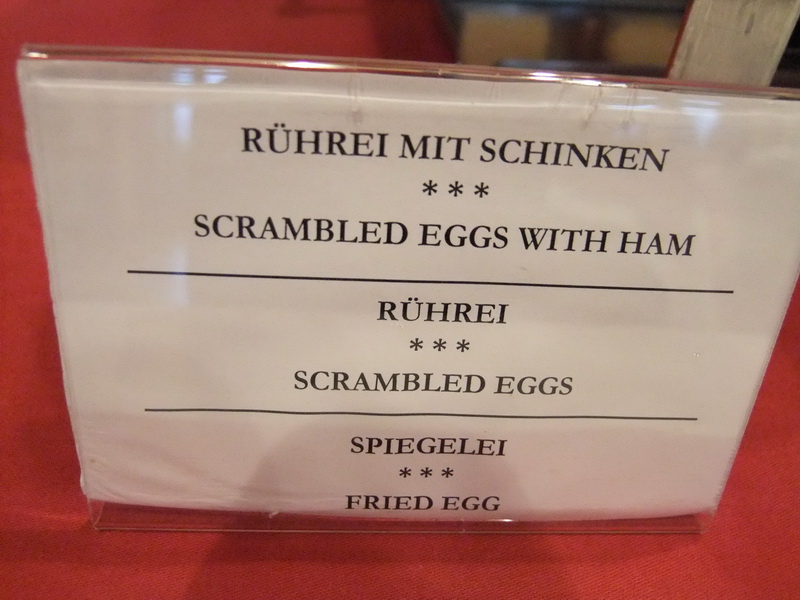 RÜHREI MIT SCHINKEN
***
SCRAMBLED EGGS WITH HAM
RÜHREI
***
SCRAMBLED EGGS
SPIEGELEI
***
FRIED EGG